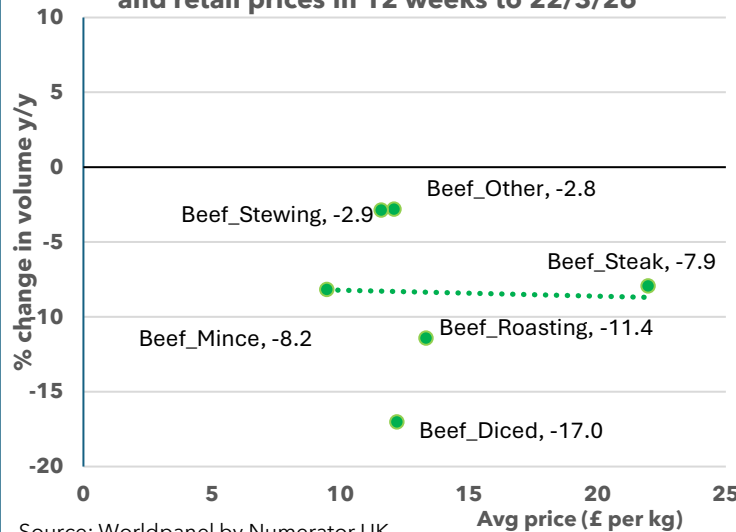 and retail prices in 12 weeks to 22/3/26
10
5
0
-5
-10
-15
-20
% change in volume y/y
Beef_Other, -2.8
Beef_Stewing, -2.9
Beef_Steak, -7.9
Beef_Roasting, -11.4
Beef_Mince, -8.2
Beef_Diced, -17.0
0 5 10 15 20 25
Avg price (£ per kg)
Source: Worldpanel by Numerator UK